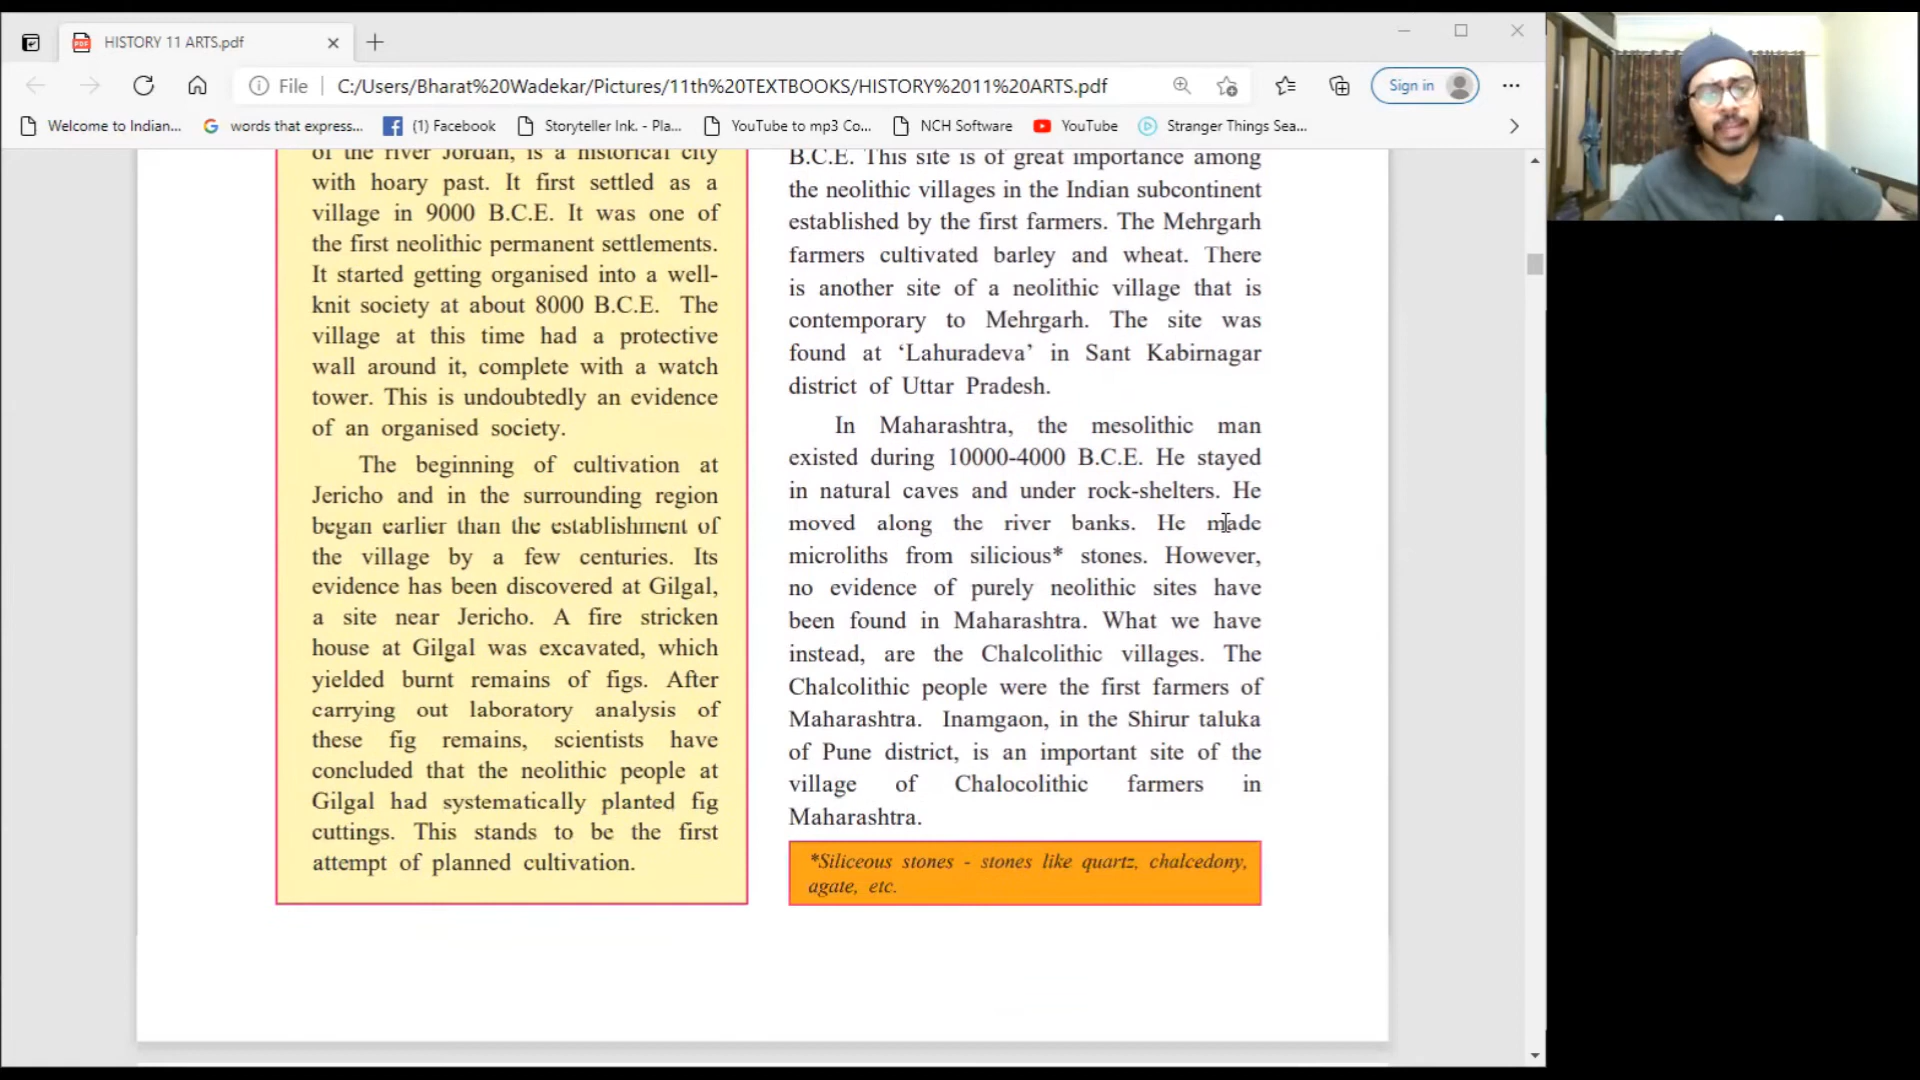 HISTORY 11 ARTS.pdf
File
C:/Users/Bharat%20Wadekar/Pictures/11th%20TEXTBOOKS/HISTORY%2011%20ARTS.pdf
Sign in
Welcome to Indian...
words that express...
(1) Facebook
Storyteller Ink. - Pla...
YouTube to mp3 Co...
NCH Software
YouTube
Stranger Things Sea...
of the river Jordan, is a historical city
with hoary past. It first settled as a
village in 9000 B.C.E. It was one of
the first neolithic permanent settlements.
It started getting organised into a well-
knit society at about 8000 B.C.E. The
village at this time had a protective
wall around it, complete with a watch
tower. This is undoubtedly an evidence
of an organised society.
The beginning of cultivation at
Jericho and in the surrounding region
began earlier than the establishment of
the village by a few centuries. Its
evidence has been discovered at Gilgal,
a site near Jericho. A fire stricken
house at Gilgal was excavated, which
yielded burnt remains of figs. After
carrying out laboratory analysis of
these fig remains, scientists have
concluded that the neolithic people at
Gilgal had systematically planted fig
cuttings. This stands to be the first
attempt of planned cultivation.
B.C.E. This site is of great importance among
the neolithic villages in the Indian subcontinent
established by the first farmers. The Mehrgarh
farmers cultivated barley and wheat. There
is another site of a neolithic village that is
contemporary to Mehrgarh. The site was
found at ‘Lahuradeva’ in Sant Kabirnagar
district of Uttar Pradesh.
In Maharashtra, the mesolithic man
existed during 10000-4000 B.C.E. He stayed
in natural caves and under rock-shelters. He
moved along the river banks. He made
microliths from silicious* stones. However,
no evidence of purely neolithic sites have
been found in Maharashtra. What we have
instead, are the Chalcolithic villages. The
Chalcolithic people were the first farmers of
Maharashtra. Inamgaon, in the Shirur taluka
of Pune district, is an important site of the
village of Chalocolithic farmers in
Maharashtra.
*Siliceous stones - stones like quartz, chalcedony,
agate, etc.